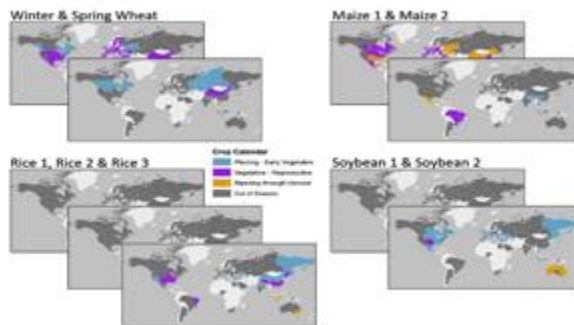 Winter & Spring Wheat
Maize 1 & Maize 2
Crop Calendar
Planting - Early Vegetative
Vegetative - Reproductive
Ripening through Harvest
Out of Season
Rice 1, Rice 2 & Rice 3
Soybean 1 & Soybean 2